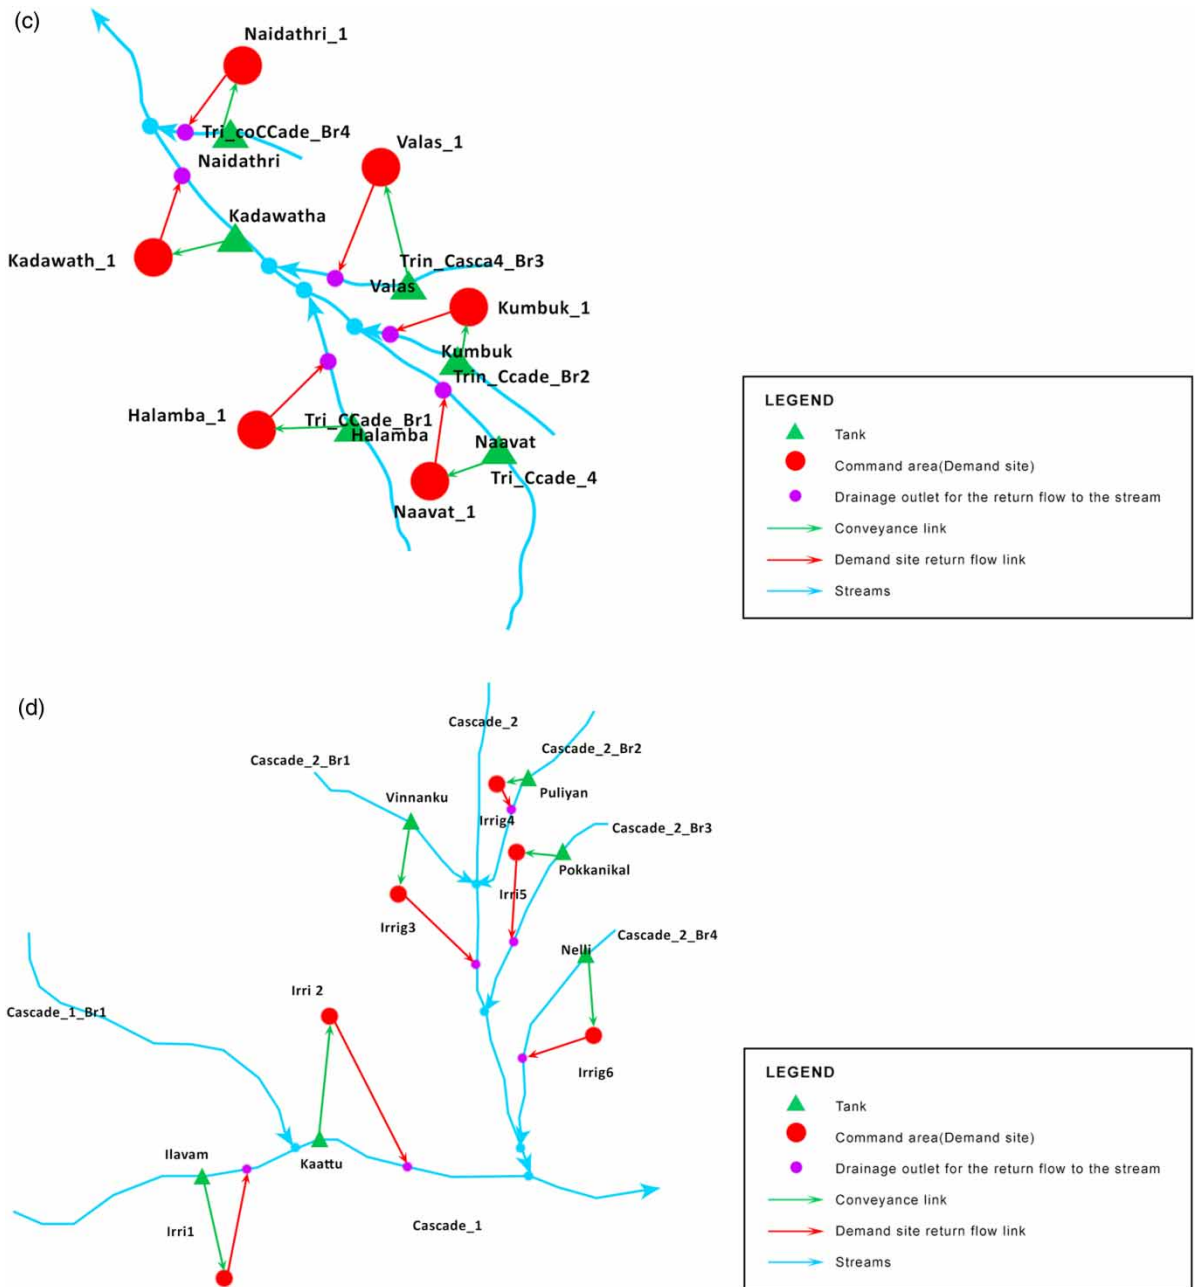 (c)
Naidathri_1
Tri_coCCade_Br4
Naidathri
Valas_1
Kadawatha
Kadawath_1
Trin_Casca4_Br3
Valas
Kumbuk_1
Kumbuk
Trin_Ccade_Br2
Halamba_1
Tri_CCade_Br1
Halamba
Naavat
Tri_Ccade_4
Naavat_1
LEGEND
Tank
Command area(Demand site)
Drainage outlet for the return flow to the stream
Conveyance link
Demand site return flow link
Streams
(d)
Cascade_2
Cascade_2_Br2
Cascade_2_Br1
Puliyan
Vinnanku
Irrig4
Cascade_2_Br3
Pokkanikal
Irri5
Irrig3
Cascade_2_Br4
Nelli
Irri 2
Cascade_1_Br1
Irrig6
Ilavam
Kaattu
Irri1
Cascade_1
LEGEND
Tank
Command area(Demand site)
Drainage outlet for the return flow to the stream
Conveyance link
Demand site return flow link
Streams